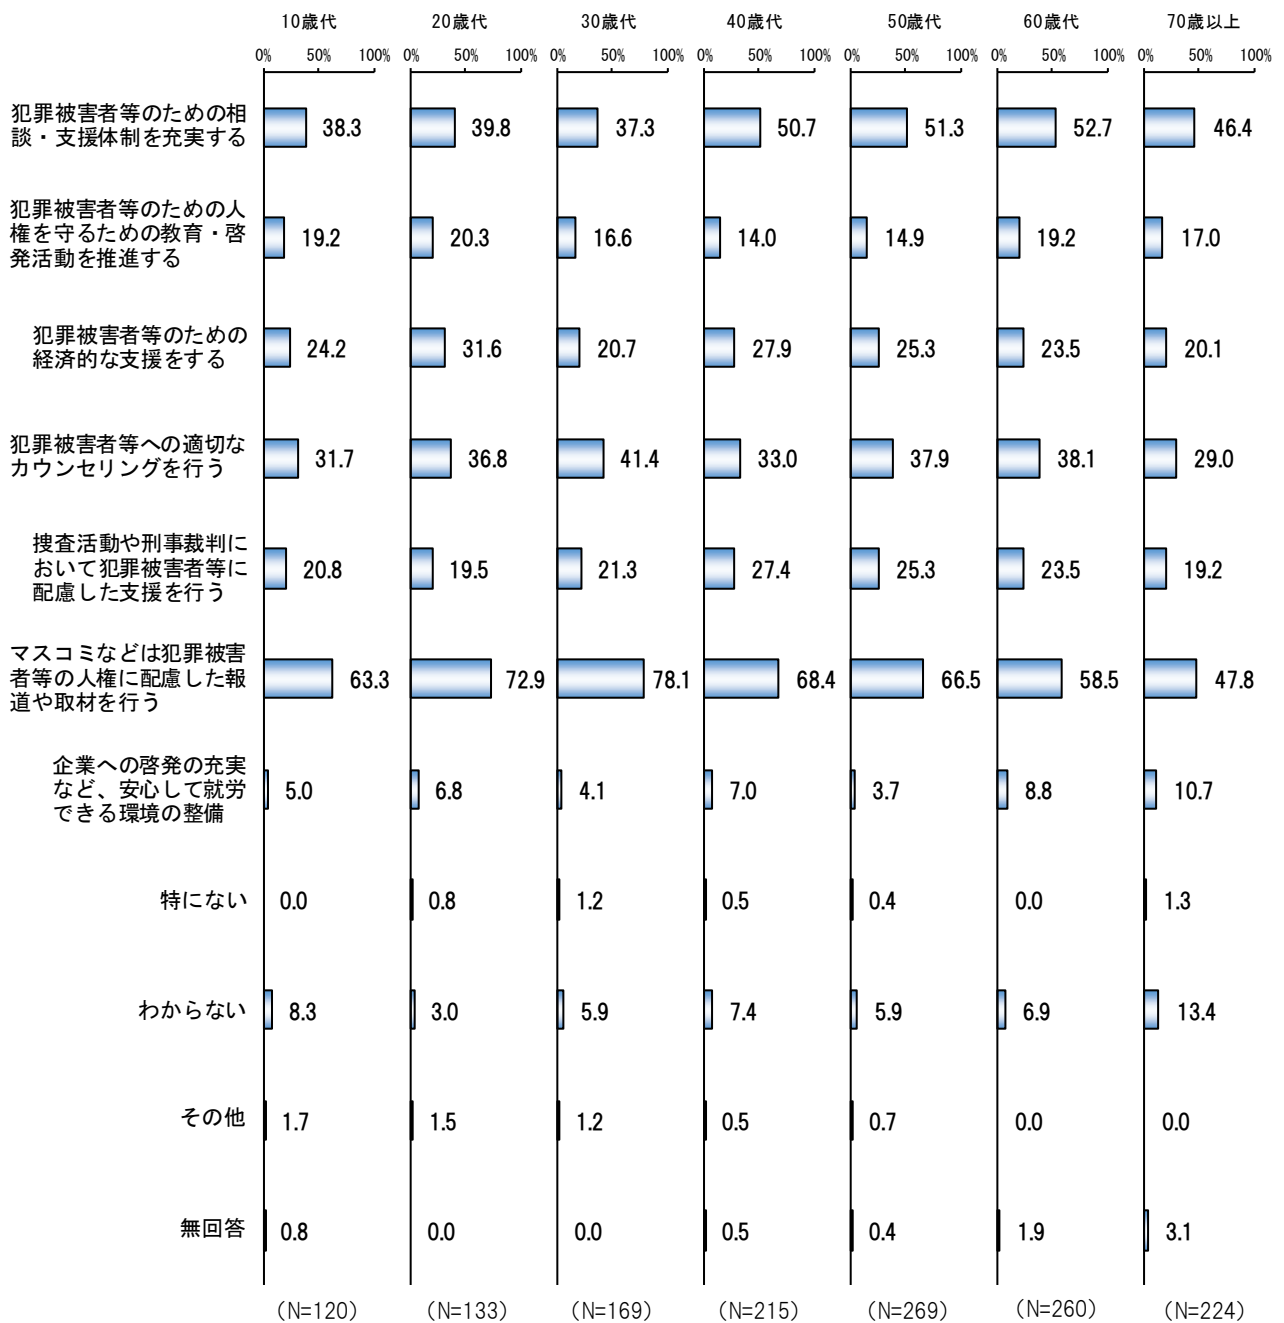 10歳代 20歳代 30歳代 40歳代 50歳代 60歳代 70歳以上
0% 50% 100% 0% 50% 100% 0% 50% 100% 0% 50% 100% 0% 50% 100% 0% 50% 100% 0% 50% 100%
犯罪被害者等のための相
談・支援体制を充実する
38.3 39.8 37.3 50.7 51.3 52.7 46.4
犯罪被害者等のための人
権を守るための教育・啓
発活動を推進する
19.2 20.3 16.6 14.0 14.9 19.2 17.0
犯罪被害者等のための
経済的な支援をする
24.2 31.6 20.7 27.9 25.3 23.5 20.1
犯罪被害者等への適切な
カウンセリングを行う
31.7 36.8 41.4 33.0 37.9 38.1 29.0
捜査活動や刑事裁判に
おいて犯罪被害者等に
配慮した支援を行う
20.8 19.5 21.3 27.4 25.3 23.5 19.2
マスコミなどは犯罪被害
者等の人権に配慮した報
道や取材を行う
63.3 72.9 78.1 68.4 66.5 58.5 47.8
企業への啓発の充実
など、安心して就労
できる環境の整備
5.0 6.8 4.1 7.0 3.7 8.8 10.7
特にない
0.0 0.8 1.2 0.5 0.4 0.0 1.3
わからない
8.3 3.0 5.9 7.4 5.9 6.9 13.4
その他
1.7 1.5 1.2 0.5 0.7 0.0 0.0
無回答
0.8 0.0 0.0 0.5 0.4 1.9 3.1
(N=120) (N=133) (N=169) (N=215) (N=269) (N=260) (N=224)